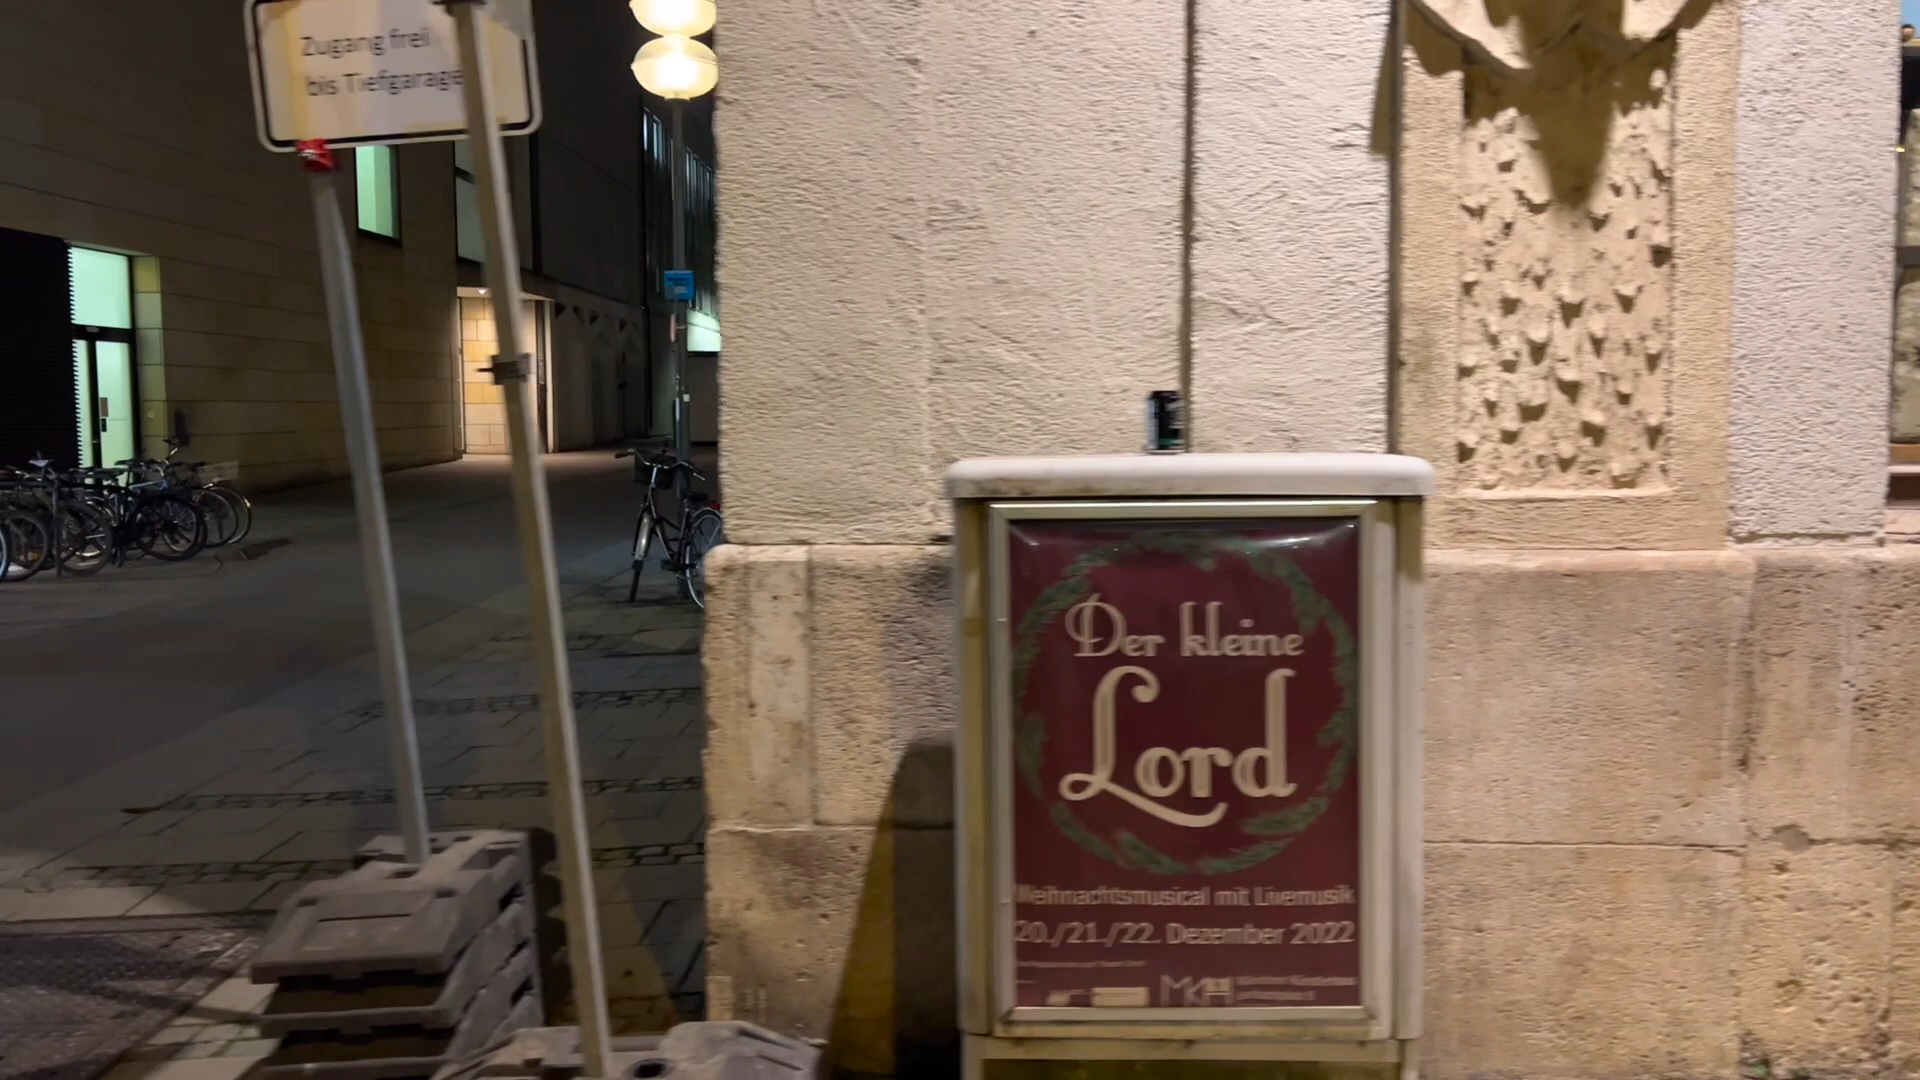 Zugang frei
bis Tiefgarage
Der kleine
Lord
Weihnachtsmusical mit Livemusik
20./21./22. Dezember 2022
MKH